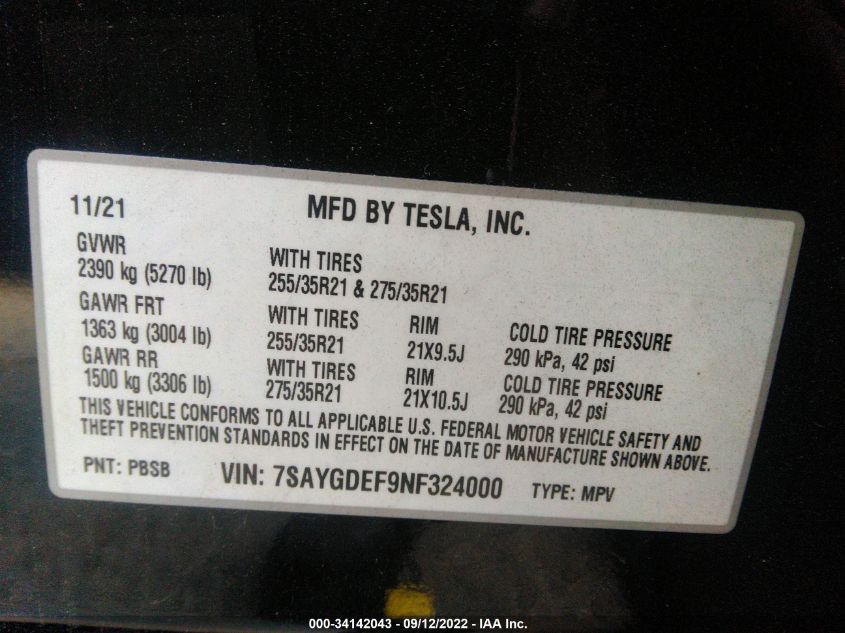 11/21 MFD BY TESLA, INC.
GVWR
2390 kg (5270 lb)
WITH TIRES
255/35R21 & 275/35R21
GAWR FRT
1363 kg (3004 lb)
WITH TIRES
255/35R21
RIM
21X9.5J
COLD TIRE PRESSURE
290 kPa, 42 psi
GAWR RR
1500 kg (3306 lb)
WITH TIRES
275/35R21
RIM
21X10.5J
COLD TIRE PRESSURE
290 kPa, 42 psi
THIS VEHICLE CONFORMS TO ALL APPLICABLE U.S. FEDERAL MOTOR VEHICLE SAFETY AND
THEFT PREVENTION STANDARDS IN EFFECT ON THE DATE OF MANUFACTURE SHOWN ABOVE.
PNT: PBSB VIN: 7SAYGDEF9NF324000 TYPE: MPV
000-34142043 - 09/12/2022 - IAA Inc.